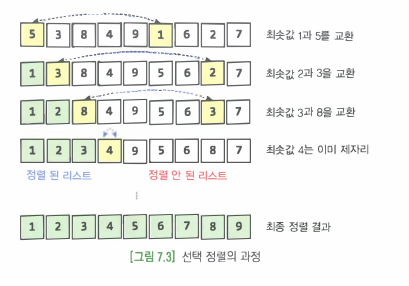 5 3 8 4 9 1 6 2 7 최솟값 1과 5를 교환
1 3 8 4 9 5 6 2 7 최솟값 2과 3을 교환
1 2 8 4 9 5 6 3 7 최솟값 3과 8을 교환
1 2 3 4 9 5 6 8 7 최솟값 4는 이미 제자리
정렬 된 리스트 정렬 안 된 리스트
⋮
1 2 3 4 5 6 7 8 9 최종 정렬 결과
[그림 7.3] 선택 정렬의 과정